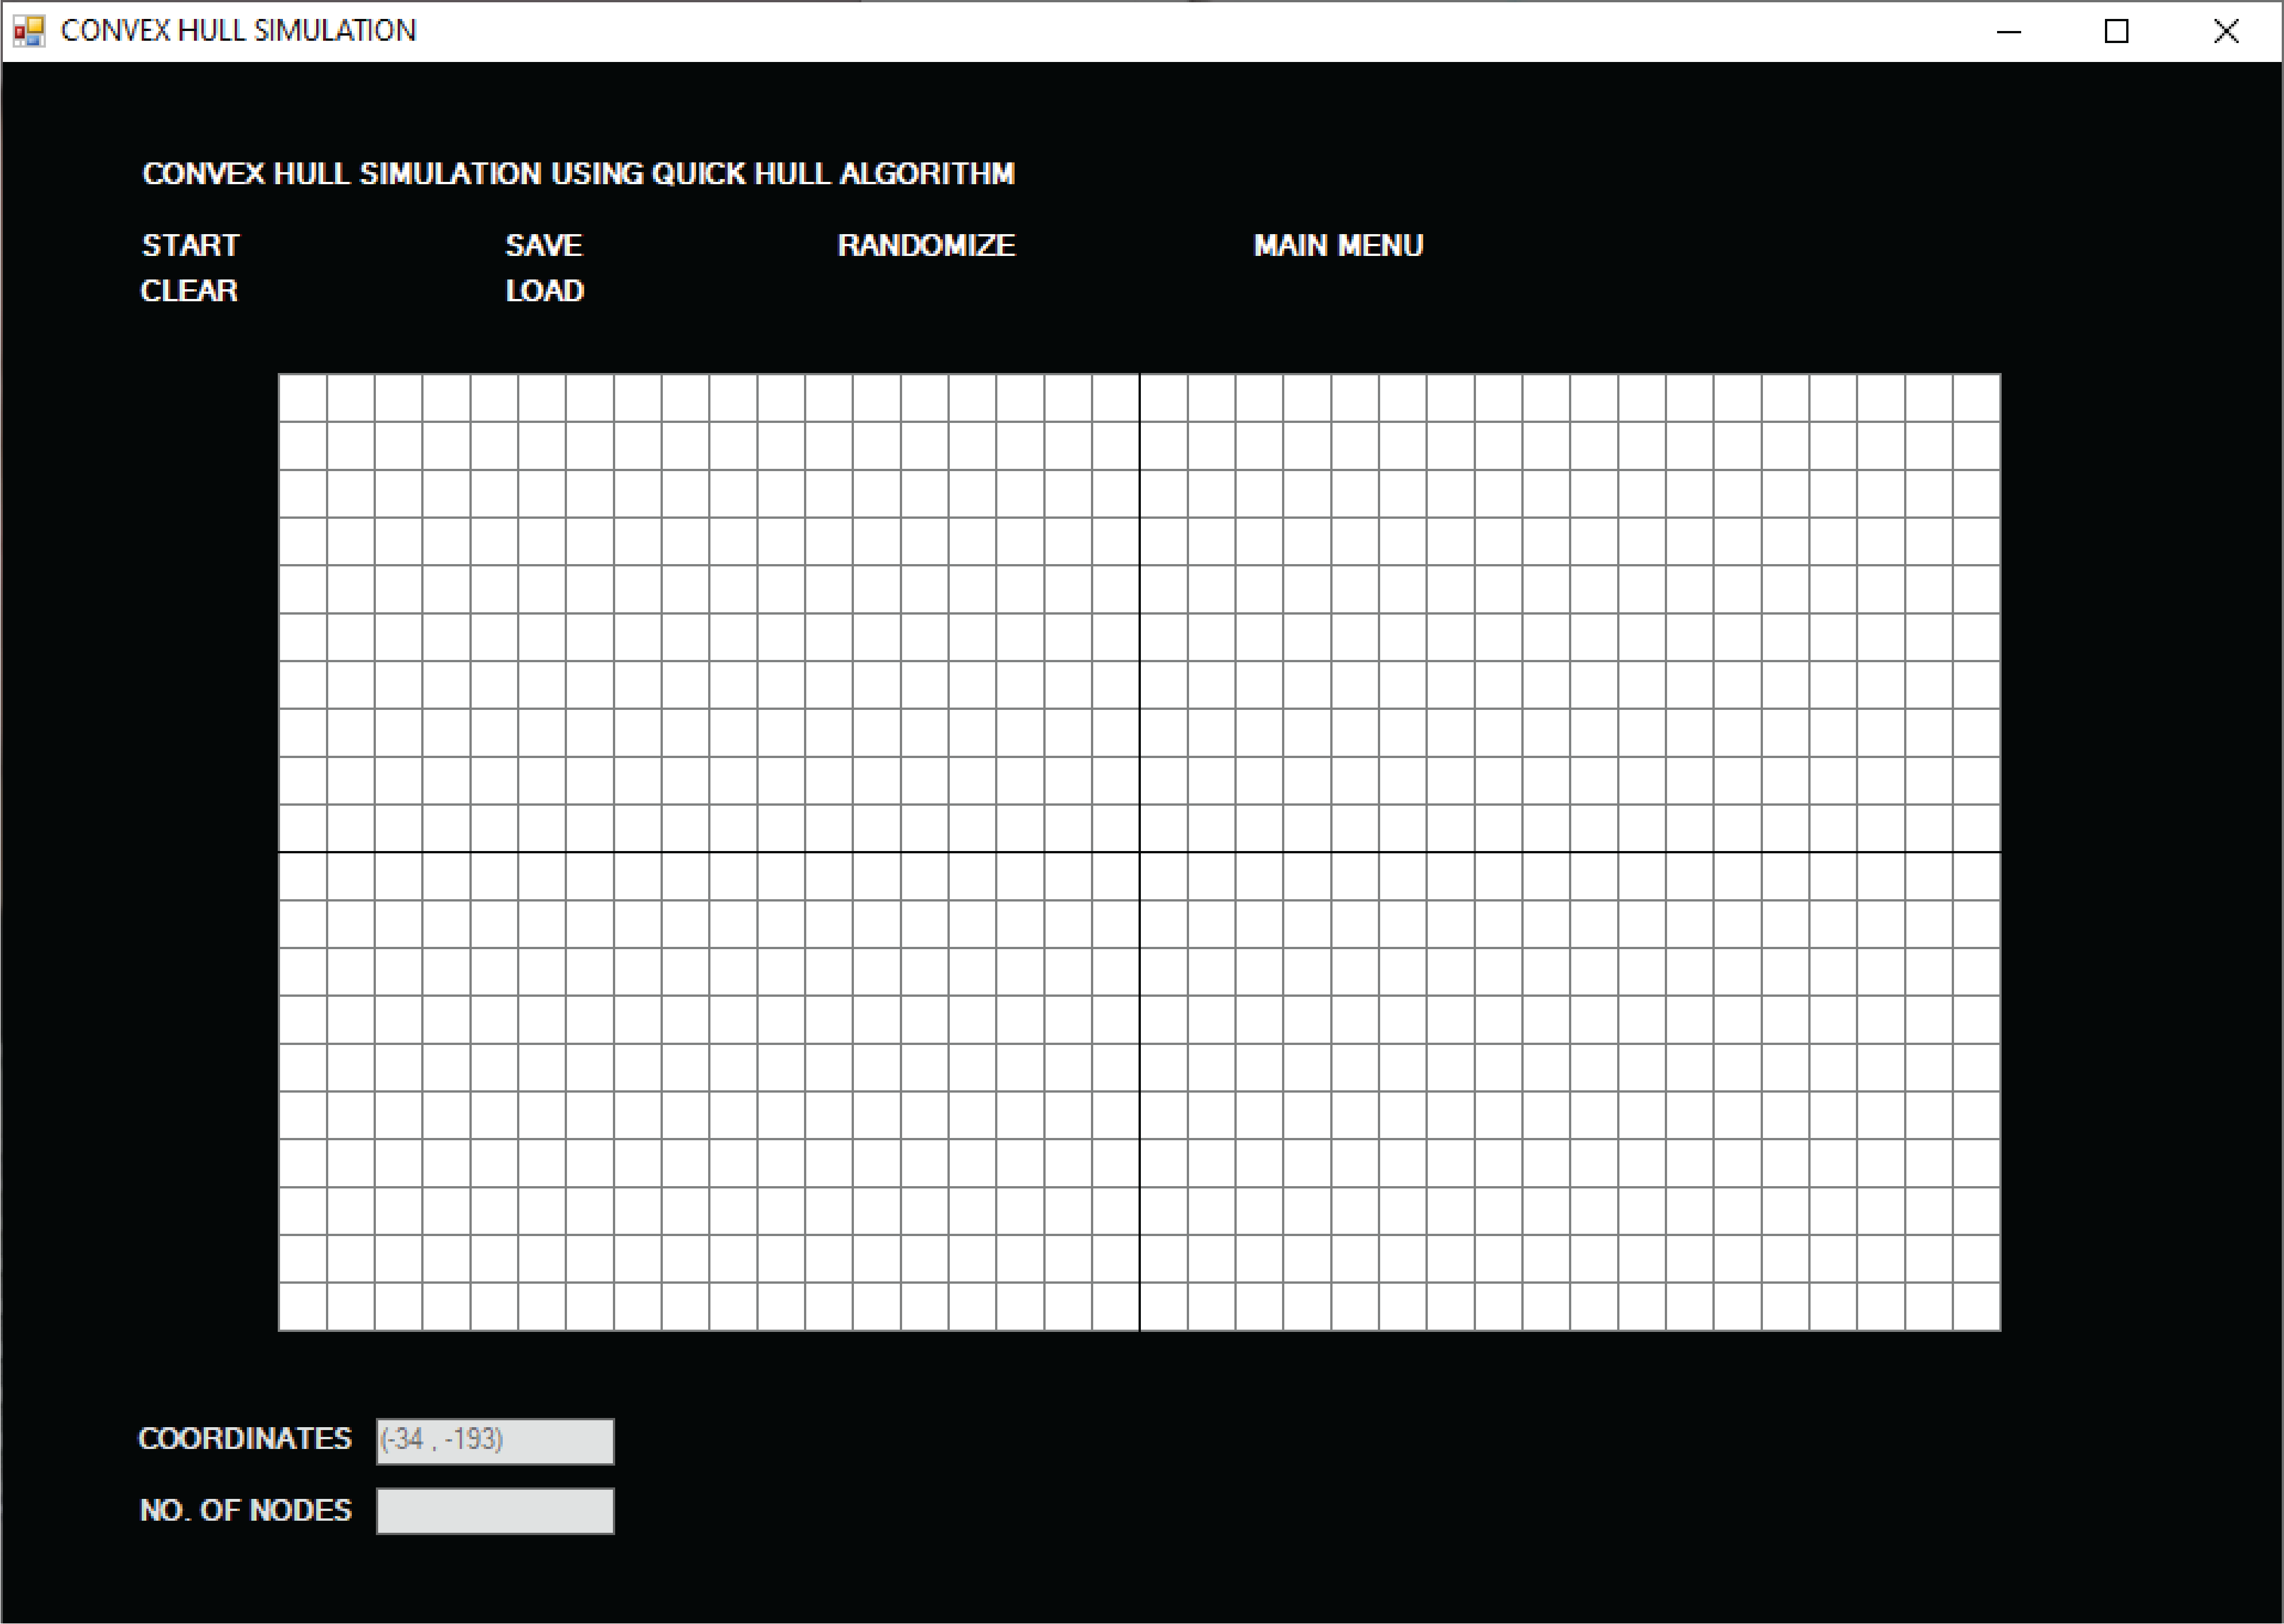 CONVEX HULL SIMULATION
CONVEX HULL SIMULATION USING QUICK HULL ALGORITHM
START SAVE RANDOMIZE MAIN MENU
CLEAR LOAD
COORDINATES (-34 , -193)
NO. OF NODES